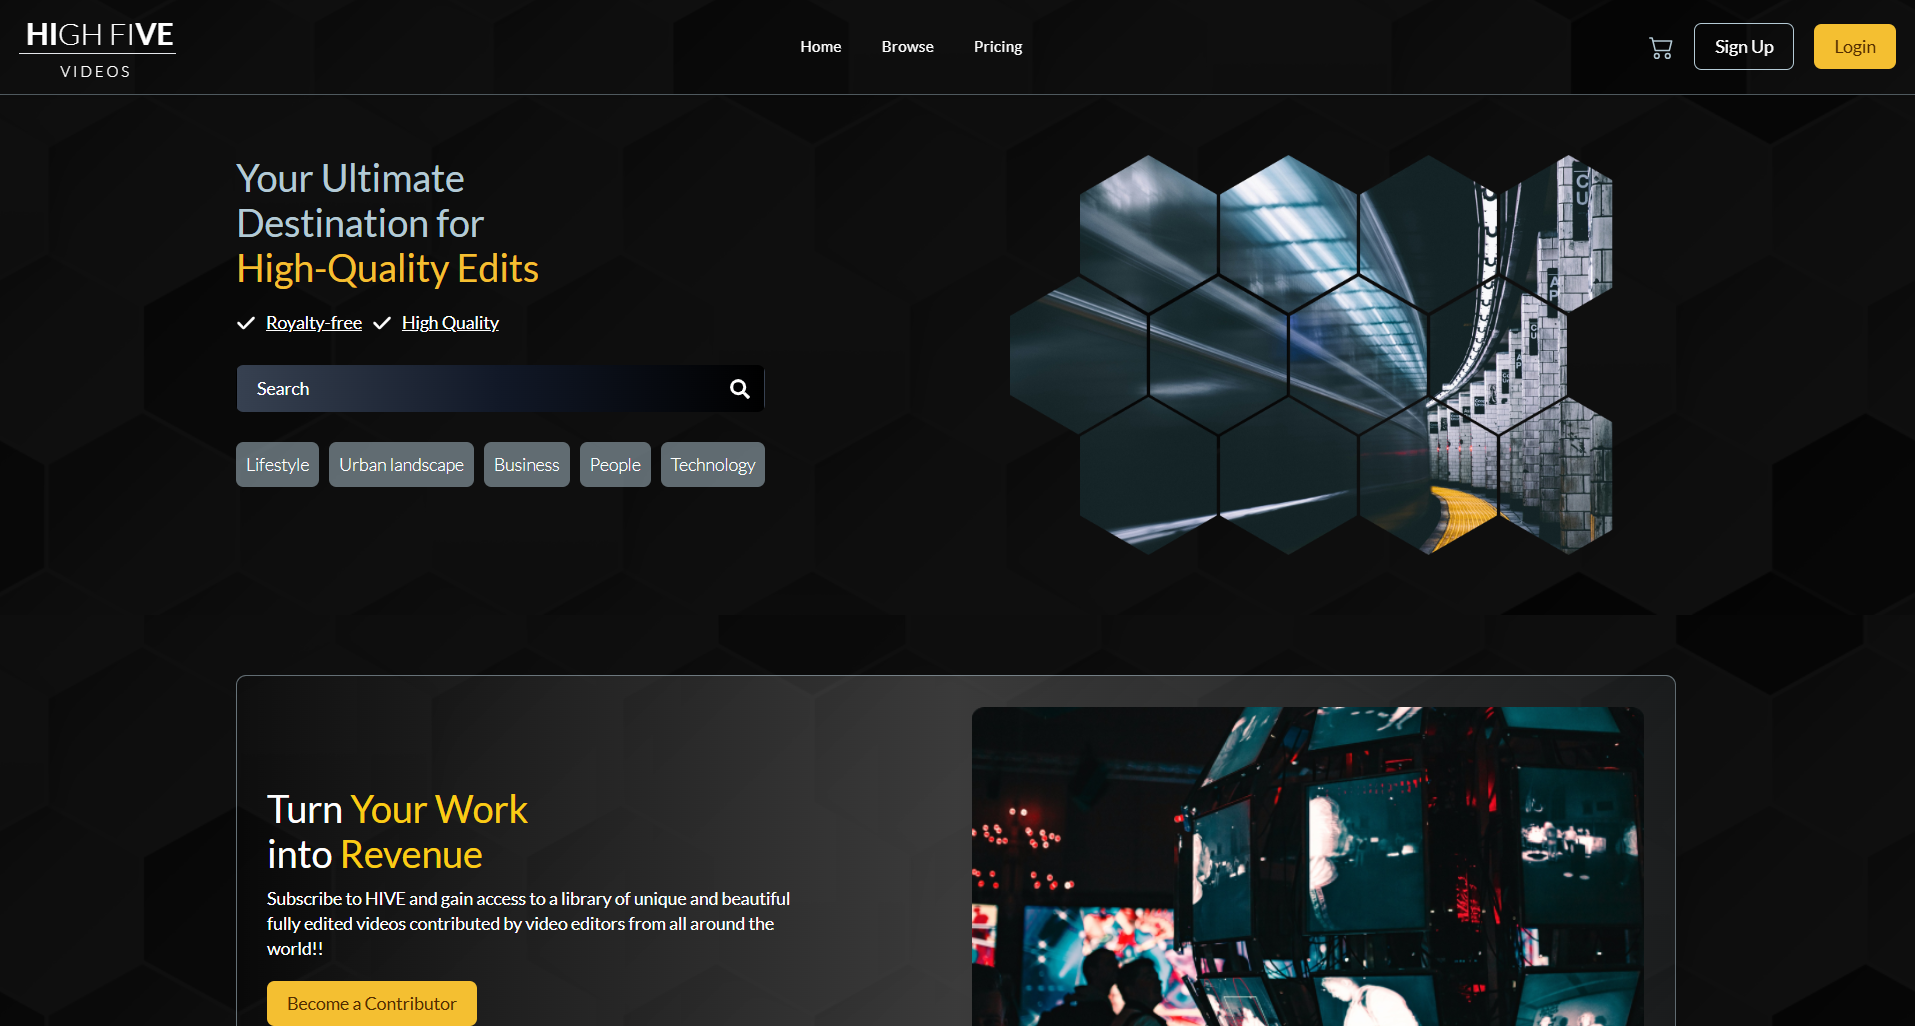 HIGH FIVE
VIDEOS
Home
Browse
Pricing
Sign Up
Login
Your Ultimate
Destination for
High-Quality Edits
Royalty-free
High Quality
Search
Lifestyle
Urban landscape
Business
People
Technology
Turn Your Work
into Revenue
Subscribe to HIVE and gain access to a library of unique and beautiful
fully edited videos contributed by video editors from all around the
world!!
Become a Contributor